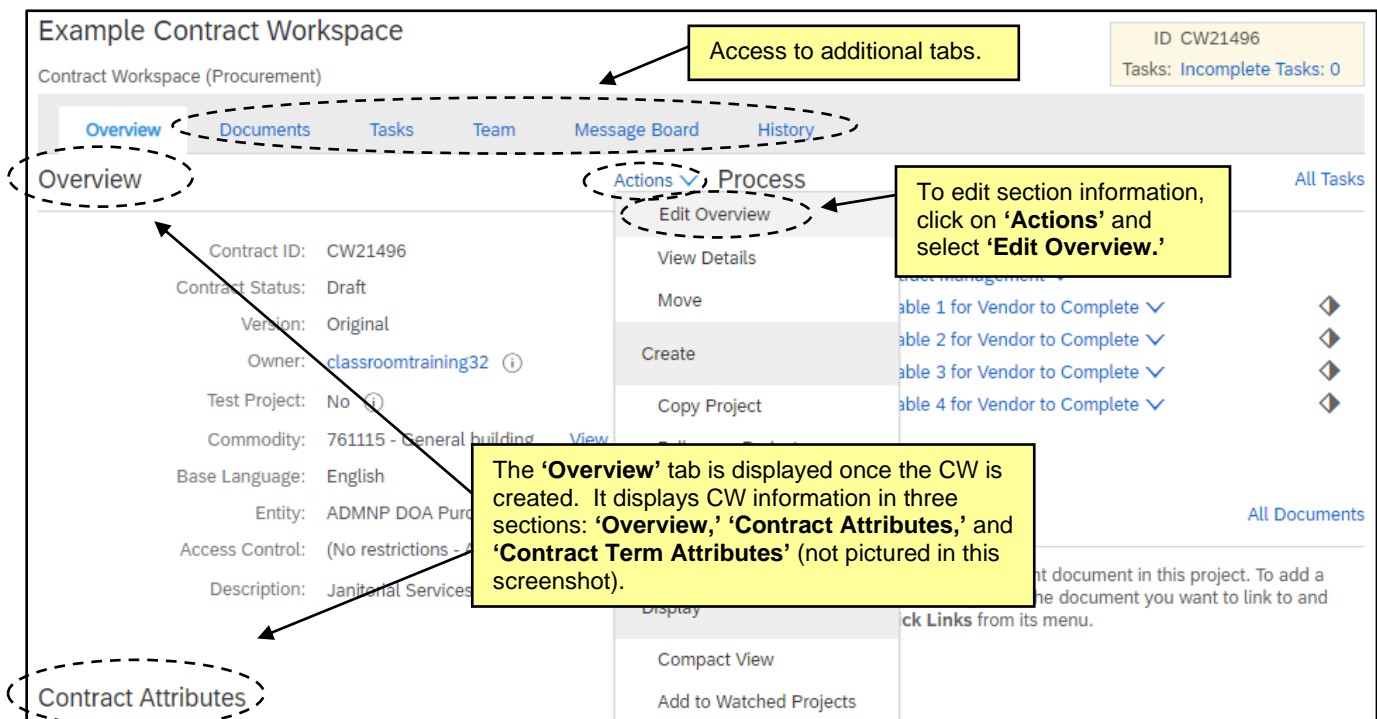 Example Contract Workspace
Access to additional tabs.
ID CW21496
Contract Workspace (Procurement)
Tasks: Incomplete Tasks: 0
Overview Documents Tasks Team Message Board History
Overview
Actions Process All Tasks
Edit Overview
To edit section information,
click on ‘Actions’ and
select ‘Edit Overview.’
Contract ID: CW21496
View Details
Contract Status: Draft
Move
able 1 for Vendor to Complete
Version: Original
able 2 for Vendor to Complete
Owner: classroomtraining32
Create
able 3 for Vendor to Complete
Test Project: No
Copy Project
able 4 for Vendor to Complete
Commodity: 761115 - General building View
The ‘Overview’ tab is displayed once the CW is
created. It displays CW information in three
sections: ‘Overview,’ ‘Contract Attributes,’ and
‘Contract Term Attributes’ (not pictured in this
screenshot).
Base Language: English
Entity: ADMNP DOA Purc
All Documents
Access Control: (No restrictions - A
Description: Janitorial Services
nt document in this project. To add a
he document you want to link to and
Display
ick Links from its menu.
Compact View
Contract Attributes
Add to Watched Projects